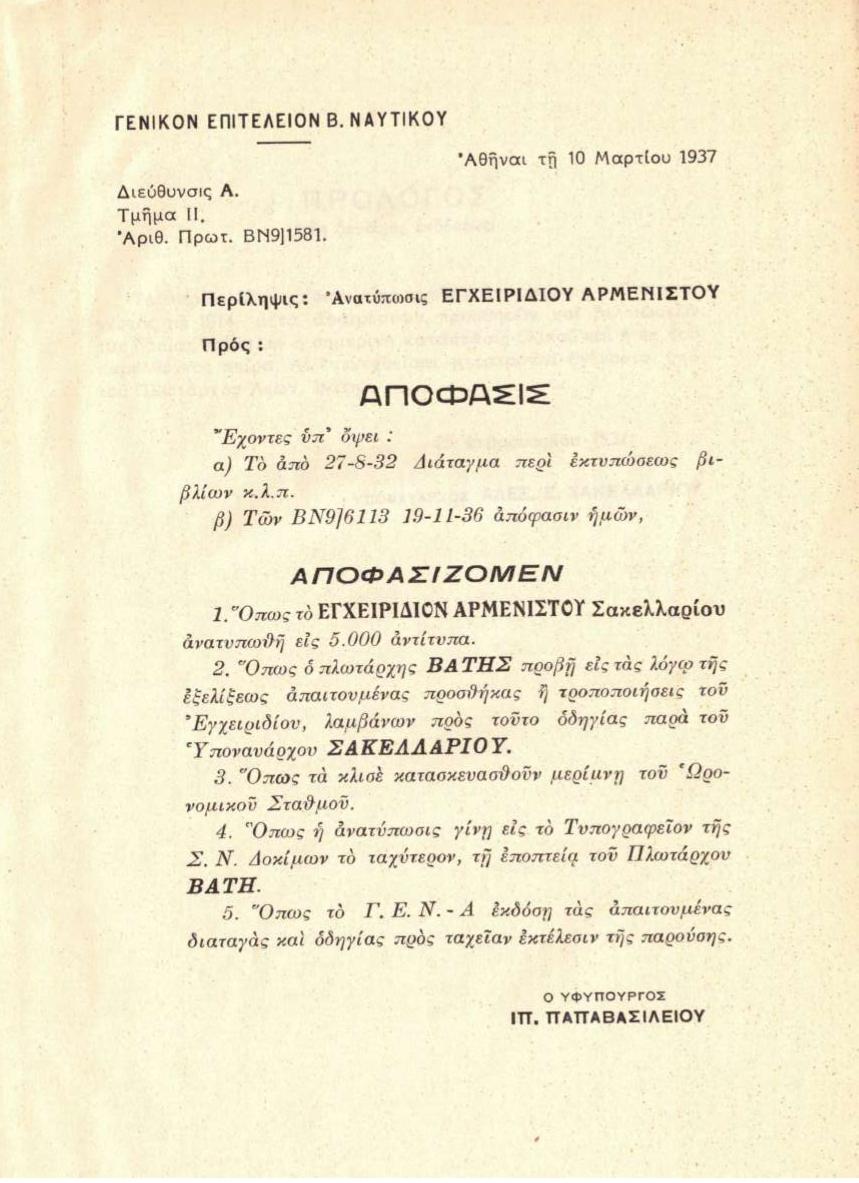 ΓΕΝΙΚΟΝ ΕΠΙΤΕΛΕΙΟΝ Β. ΝΑΥΤΙΚΟΥ
Ἀθῆναι τῇ 10 Μαρτίου 1937
Διεύθυνσις Α.
Τμῆμα ΙΙ.
Ἀριθ. Πρωτ. ΒΝ9]1581.
Περίληψις: Ἀνατύπωσις ΕΓΧΕΙΡΙΔΙΟΥ ΑΡΜΕΝΙΣΤΟΥ
Πρός :
ΑΠΟΦΑΣΙΣ
Ἔχοντες ὑπ' ὄψει :
α) Τὸ ἀπὸ 27-8-32 Διάταγμα περὶ ἐκτυπώσεως βι-
βλίων κ.λ.π.
β) Τῶν ΒΝ9]6113 19-11-36 ἀπόφασιν ἡμῶν,
ΑΠΟΦΑΣΙΖΟΜΕΝ
1. Ὅπως τὸ ΕΓΧΕΙΡΙΔΙΟΝ ΑΡΜΕΝΙΣΤΟΥ Σακελλαρίου
ἀνατυπωθῇ εἰς 5.000 ἀντίτυπα.
2. Ὅπως ὁ πλωτάρχης ΒΑΤΗΣ προβῇ εἰς τὰς λόγῳ τῆς
ἐξελίξεως ἀπαιτουμένας προσθήκας ἢ τροποποιήσεις τοῦ
Ἐγχειριδίου, λαμβάνων πρὸς τοῦτο ὁδηγίας παρὰ τοῦ
Ὑποναυάρχου ΣΑΚΕΛΛΑΡΙΟΥ.
3. Ὅπως τὰ κλισὲ κατασκευασθοῦν μερίμνῃ τοῦ Ὡρο-
νομικοῦ Σταθμοῦ.
4. Ὅπως ἡ ἀνατύπωσις γίνῃ εἰς τὸ Τυπογραφεῖον τῆς
Σ. Ν. Δοκίμων τὸ ταχύτερον, τῇ ἐποπτείᾳ τοῦ Πλωτάρχου
ΒΑΤΗ.
5. Ὅπως τὸ Γ. Ε. Ν. - Α ἐκδόσῃ τὰς ἀπαιτουμένας
διαταγὰς καὶ ὁδηγίας πρὸς ταχεῖαν ἐκτέλεσιν τῆς παρούσης.
Ο ΥΦΥΠΟΥΡΓΟΣ
ΙΠ. ΠΑΠΑΒΑΣΙΛΕΙΟΥ